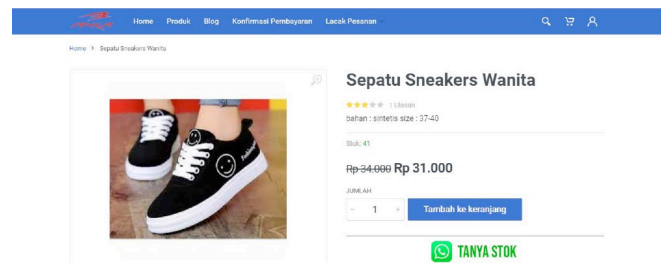 Home Produk Blog Konfirmasi Pembayaran Lacak Pesanan
Home > Sepatu Sneakers Wanita
Sepatu Sneakers Wanita
1 Ulasan
bahan : sintetis size : 37-40
Stok: 41
Rp 34.000 Rp 31.000
JUMLAH
- 1 +
Tambah ke keranjang
TANYA STOK